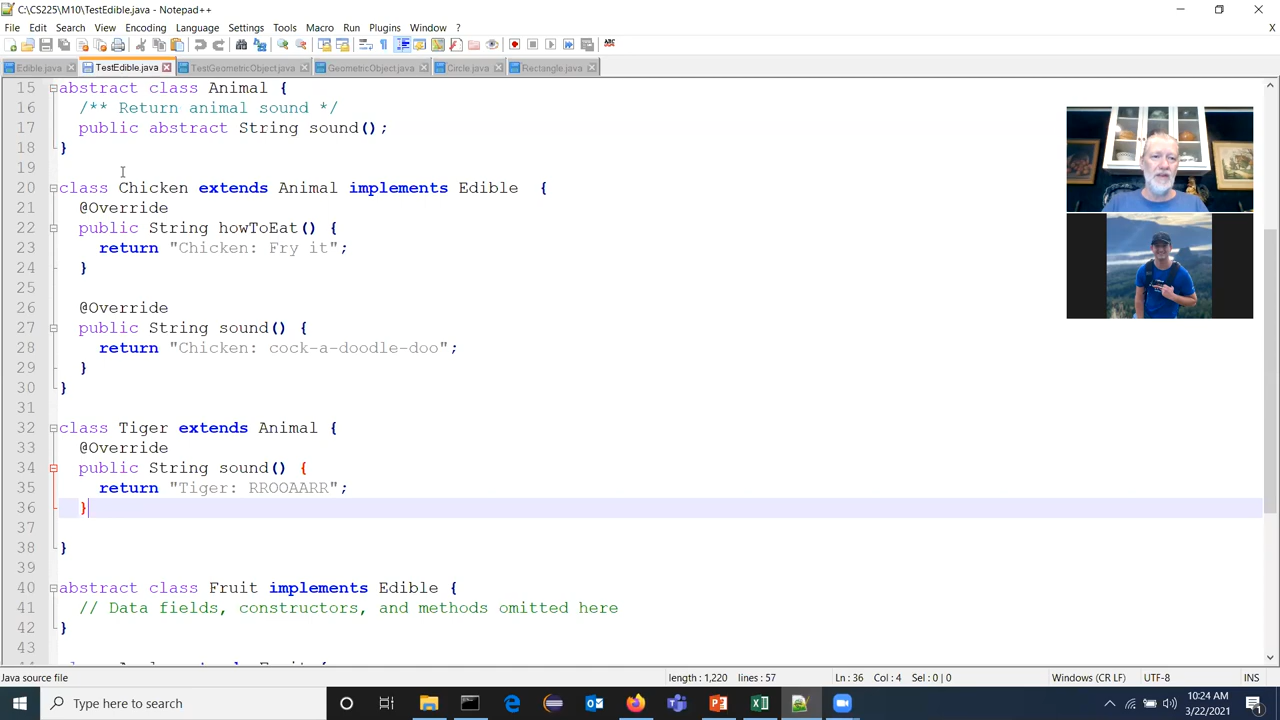 C:\CS225\M10\TestEdible.java - Notepad++
File Edit Search View Encoding Language Settings Tools Macro Run Plugins Window ?
X
ABC
Edible.java TestEdible.java TestGeometricObject.java GeometricObject.java Circle.java Rectangle.java
15 abstract class Animal {
16 /** Return animal sound */
17 public abstract String sound();
18 }
19
20 class Chicken extends Animal implements Edible {
21 @Override
22 public String howToEat() {
23 return "Chicken: Fry it";
24 }
25
26 @Override
27 public String sound() {
28 return "Chicken: cock-a-doodle-doo";
29 }
30 }
31
32 class Tiger extends Animal {
33 @Override
34 public String sound() {
35 return "Tiger: RROOAARR";
36 }
37
38 }
39
40 abstract class Fruit implements Edible {
41 // Data fields, constructors, and methods omitted here
42 }
43
Java source file length : 1,220 lines : 57 Ln : 36 Col : 4 Sel : 0 | 0 Windows (CR LF) UTF-8 INS
Type here to search
10:24 AM
3/22/2021